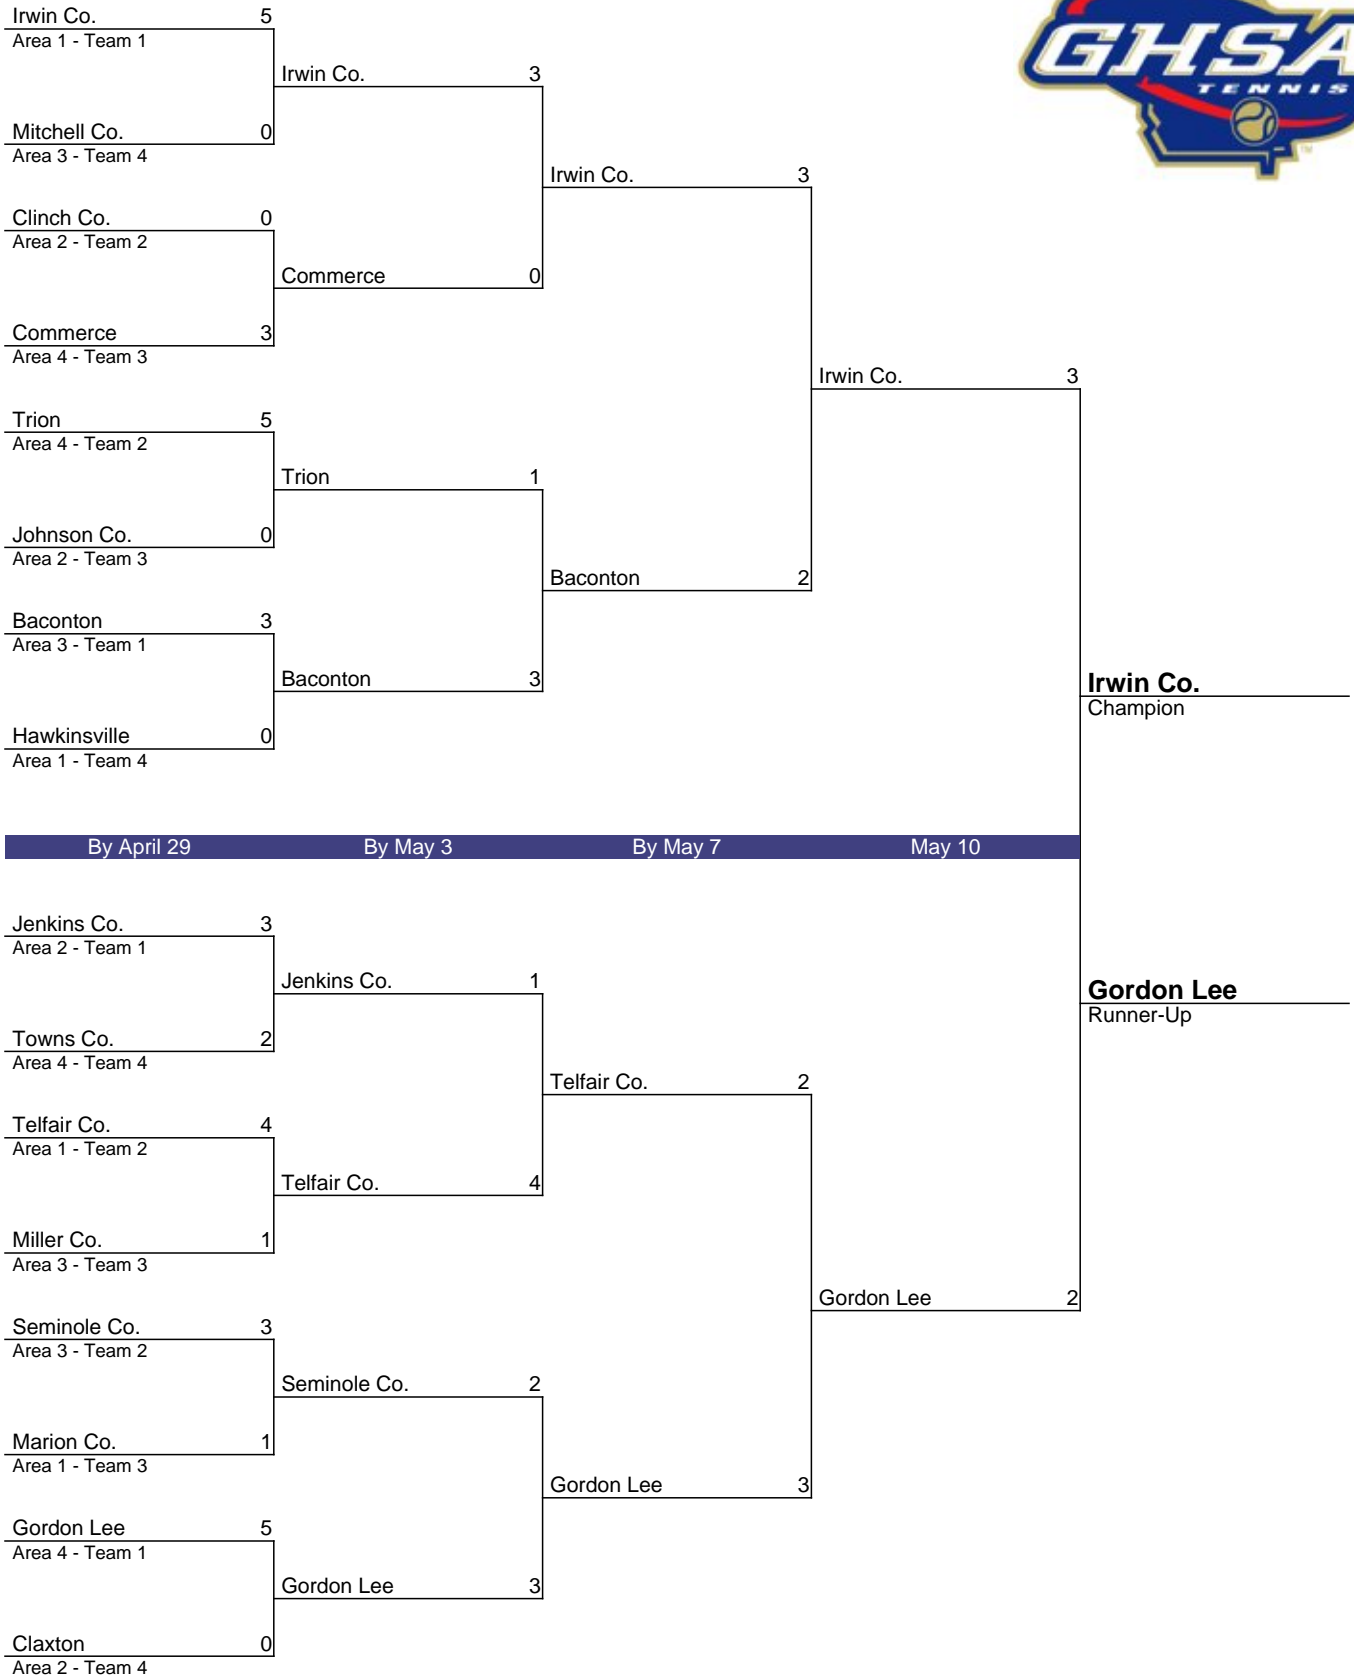 GHSA
TENNIS
TM
Irwin Co. 5
Area 1 - Team 1
Irwin Co. 3
Mitchell Co. 0
Area 3 - Team 4
Irwin Co. 3
Clinch Co. 0
Area 2 - Team 2
Commerce 0
Commerce 3
Area 4 - Team 3
Irwin Co. 3
Trion 5
Area 4 - Team 2
Trion 1
Johnson Co. 0
Area 2 - Team 3
Baconton 2
Baconton 3
Area 3 - Team 1
Baconton 3
Irwin Co.
Champion
Hawkinsville 0
Area 1 - Team 4
By April 29 By May 3 By May 7 May 10
Jenkins Co. 3
Area 2 - Team 1
Jenkins Co. 1
Gordon Lee
Runner-Up
Towns Co. 2
Area 4 - Team 4
Telfair Co. 2
Telfair Co. 4
Area 1 - Team 2
Telfair Co. 4
Miller Co. 1
Area 3 - Team 3
Gordon Lee 2
Seminole Co. 3
Area 3 - Team 2
Seminole Co. 2
Marion Co. 1
Area 1 - Team 3
Gordon Lee 3
Gordon Lee 5
Area 4 - Team 1
Gordon Lee 3
Claxton 0
Area 2 - Team 4